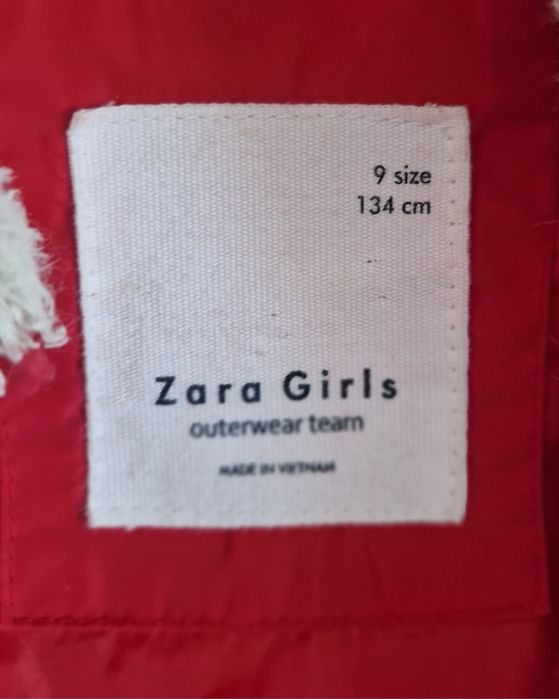 9 size
134 cm
Zara Girls
outerwear team
MADE IN VIETNAM